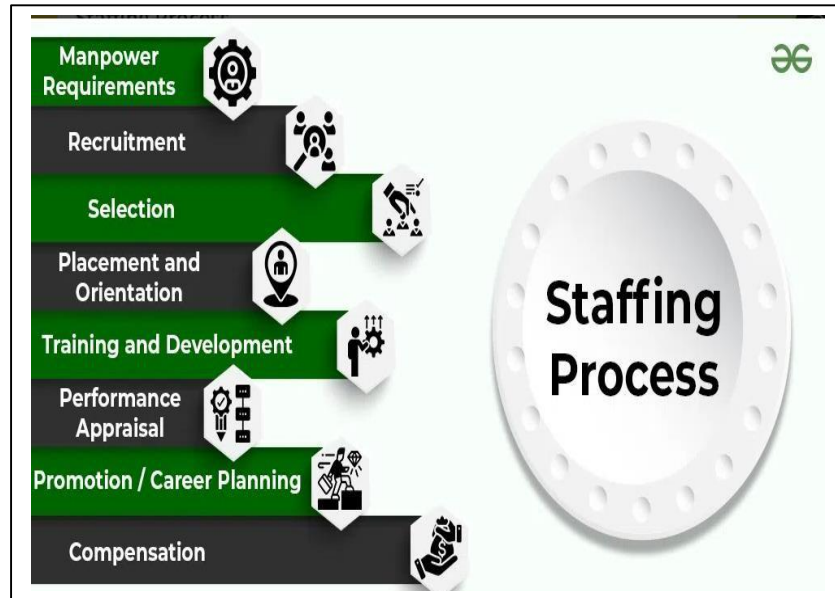 Manpower
Requirements
Recruitment
Selection
Placement and
Orientation
Training and Development
Performance
Appraisal
Promotion / Career Planning
Compensation
Staffing
Process